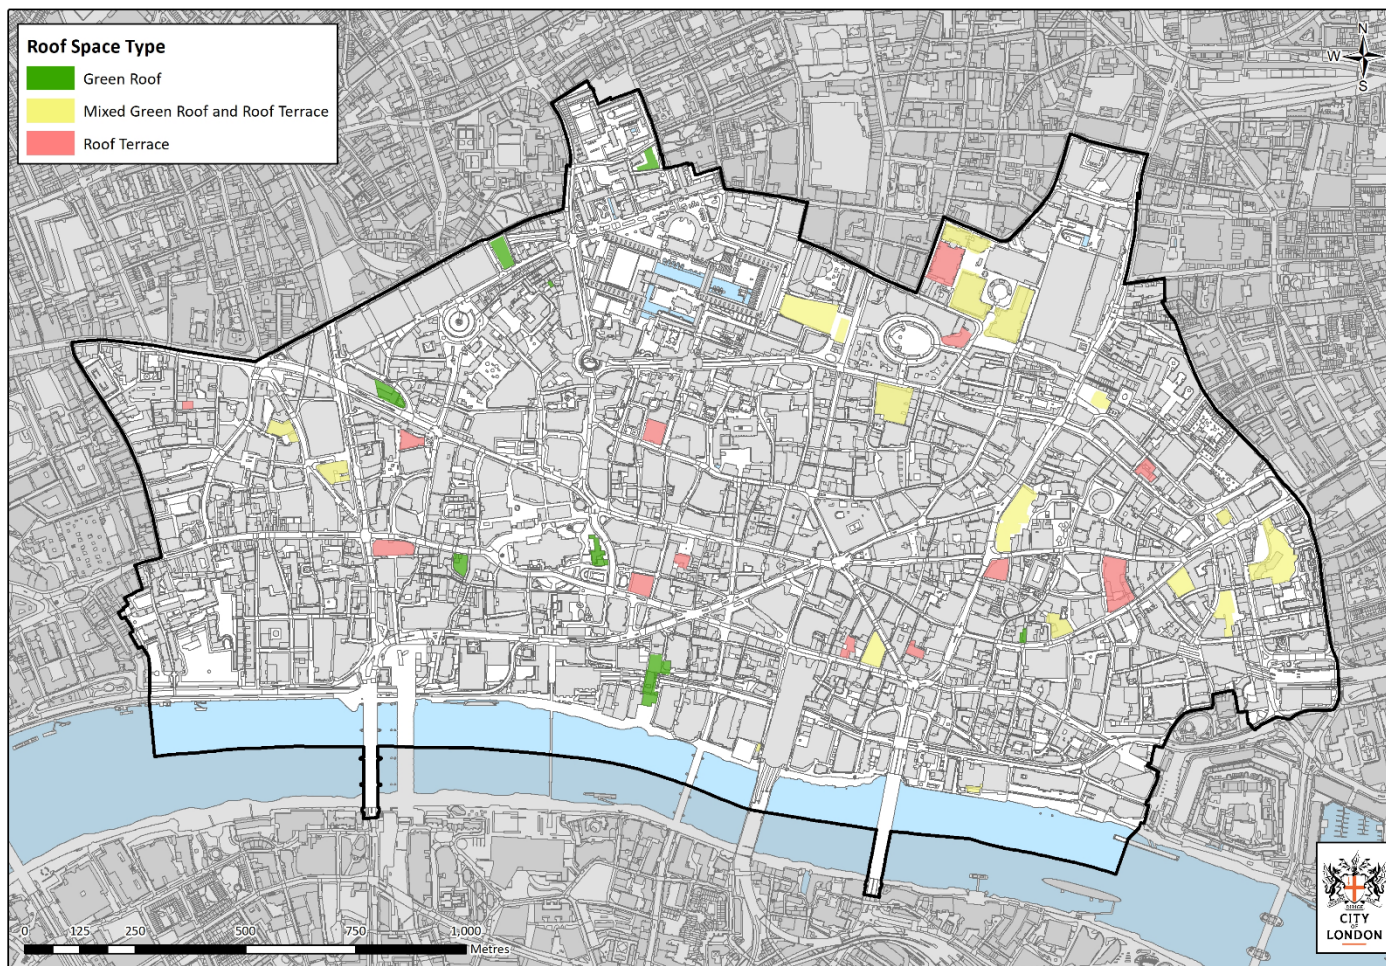 Roof Space Type
Green Roof
Mixed Green Roof and Roof Terrace
Roof Terrace
N
W
E
S
0 125 250 500 750 1,000
Metres
CITY
OF
LONDON